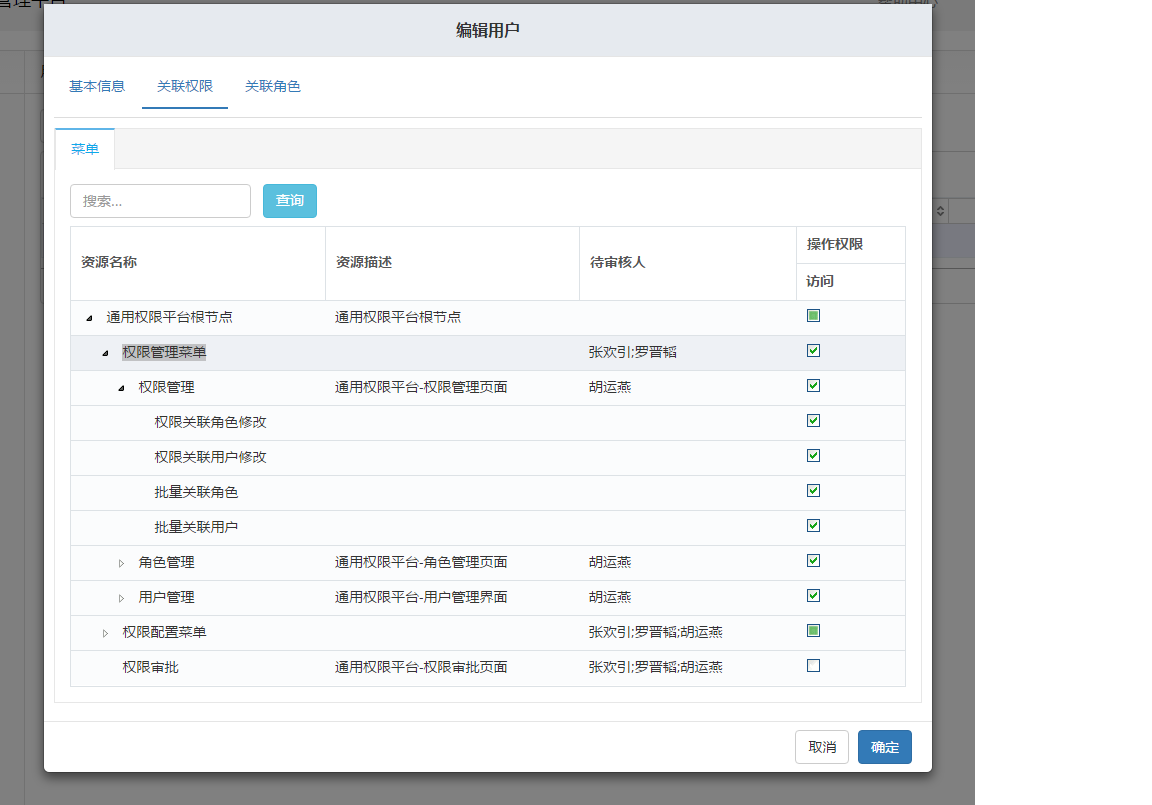 编辑用户
基本信息 关联权限 关联角色
菜单
搜索... 查询
资源名称 资源描述 待审核人 操作权限
访问
通用权限平台根节点 通用权限平台根节点
权限管理菜单 张欢引;罗晋韬
权限管理 通用权限平台-权限管理页面 胡运燕
权限关联角色修改
权限关联用户修改
批量关联角色
批量关联用户
角色管理 通用权限平台-角色管理页面 胡运燕
用户管理 通用权限平台-用户管理界面 胡运燕
权限配置菜单 张欢引;罗晋韬;胡运燕
权限审批 通用权限平台-权限审批页面 张欢引;罗晋韬;胡运燕
取消 确定